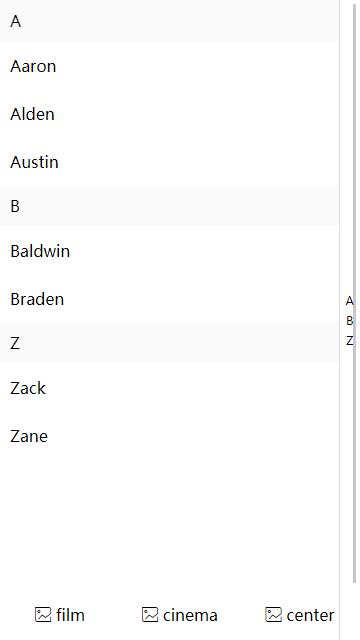 A
Aaron
Alden
Austin
B
Baldwin
Braden
Z
Zack
Zane
A
B
Z
film cinema center